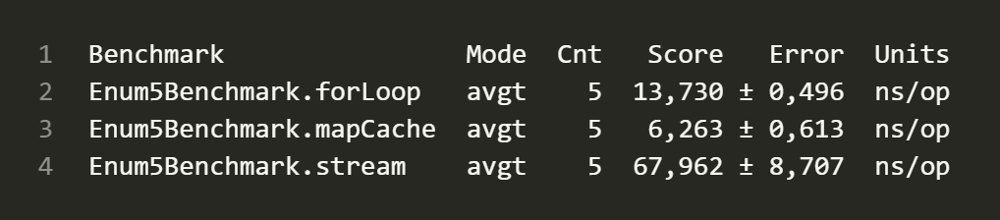 1 Benchmark Mode Cnt Score Error Units
2 Enum5Benchmark.forLoop avgt 5 13,730 ± 0,496 ns/op
3 Enum5Benchmark.mapCache avgt 5 6,263 ± 0,613 ns/op
4 Enum5Benchmark.stream avgt 5 67,962 ± 8,707 ns/op